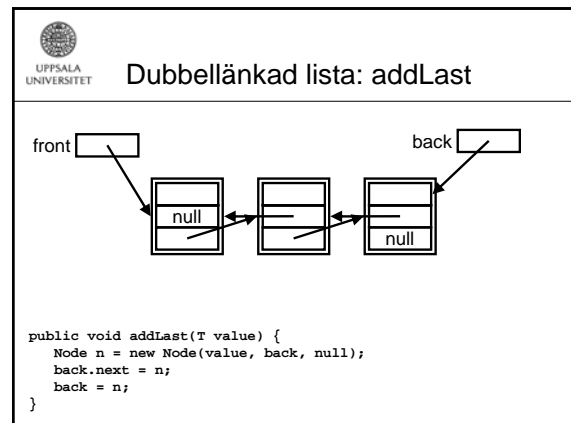 UPPSALA
UNIVERSITET
Dubbellänkad lista: addLast
front
back
null
null
public void addLast(T value) {
   Node n = new Node(value, back, null);
   back.next = n;
   back = n;
}